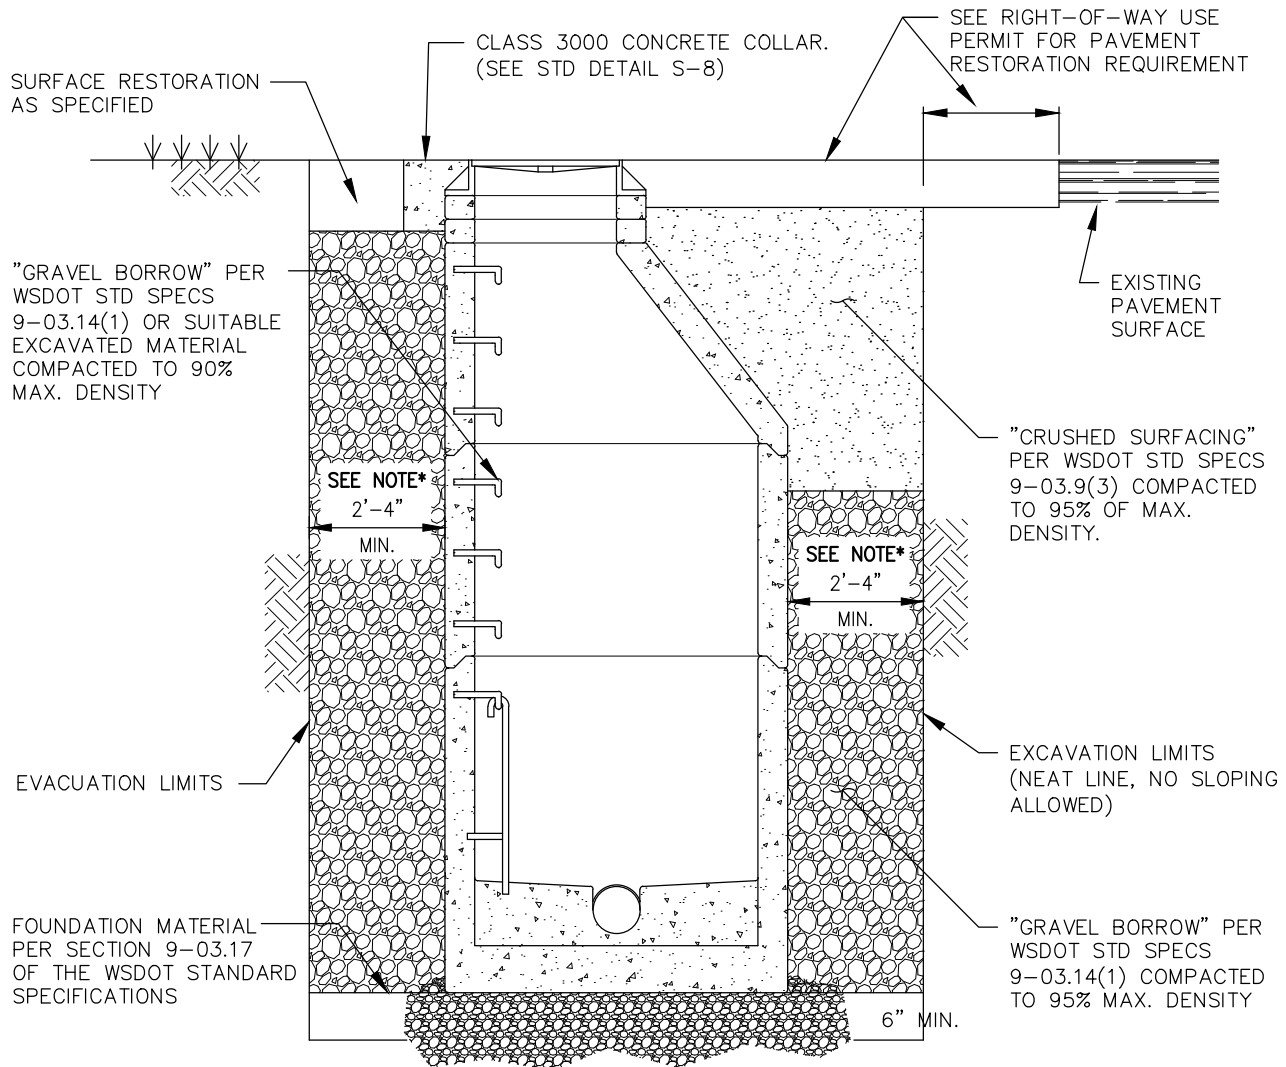 SEE RIGHT-OF-WAY USE
PERMIT FOR PAVEMENT
RESTORATION REQUIREMENT
CLASS 3000 CONCRETE COLLAR.
(SEE STD DETAIL S-8)
SURFACE RESTORATION
AS SPECIFIED
"GRAVEL BORROW" PER
WSDOT STD SPECS
9-03.14(1) OR SUITABLE
EXCAVATED MATERIAL
COMPACTED TO 90%
MAX. DENSITY
EXISTING
PAVEMENT
SURFACE
"CRUSHED SURFACING"
PER WSDOT STD SPECS
9-03.9(3) COMPACTED
TO 95% OF MAX.
DENSITY.
SEE NOTE*
2'-4"
MIN.
SEE NOTE*
2'-4"
MIN.
EVACUATION LIMITS
EXCAVATION LIMITS
(NEAT LINE, NO SLOPING
ALLOWED)
FOUNDATION MATERIAL
PER SECTION 9-03.17
OF THE WSDOT STANDARD
SPECIFICATIONS
"GRAVEL BORROW" PER
WSDOT STD SPECS
9-03.14(1) COMPACTED
TO 95% MAX. DENSITY
6" MIN.